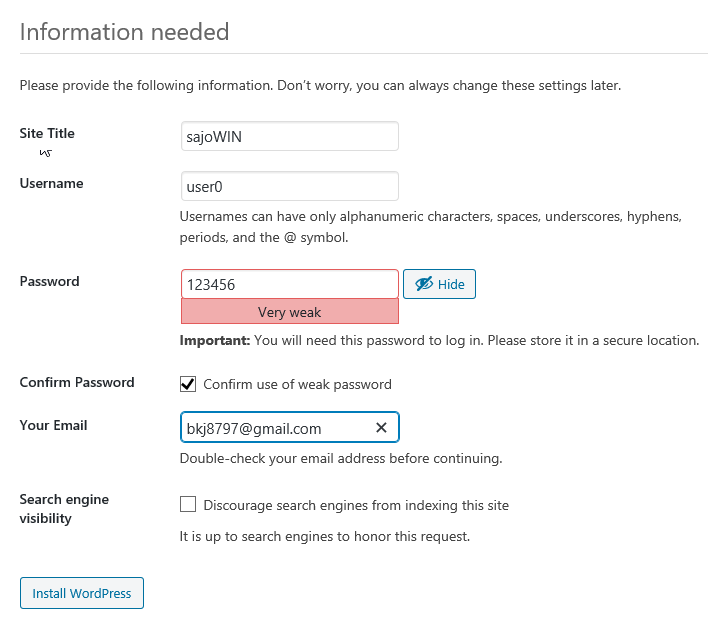 Information needed
Please provide the following information. Don't worry, you can always change these settings later.
Site Title
sajoWIN
Username
user0
Usernames can have only alphanumeric characters, spaces, underscores, hyphens,
periods, and the @ symbol.
Password
123456
Hide
Very weak
Important: You will need this password to log in. Please store it in a secure location.
Confirm Password
Confirm use of weak password
Your Email
bkj8797@gmail.com
Double-check your email address before continuing.
Search engine
visibility
Discourage search engines from indexing this site
It is up to search engines to honor this request.
Install WordPress